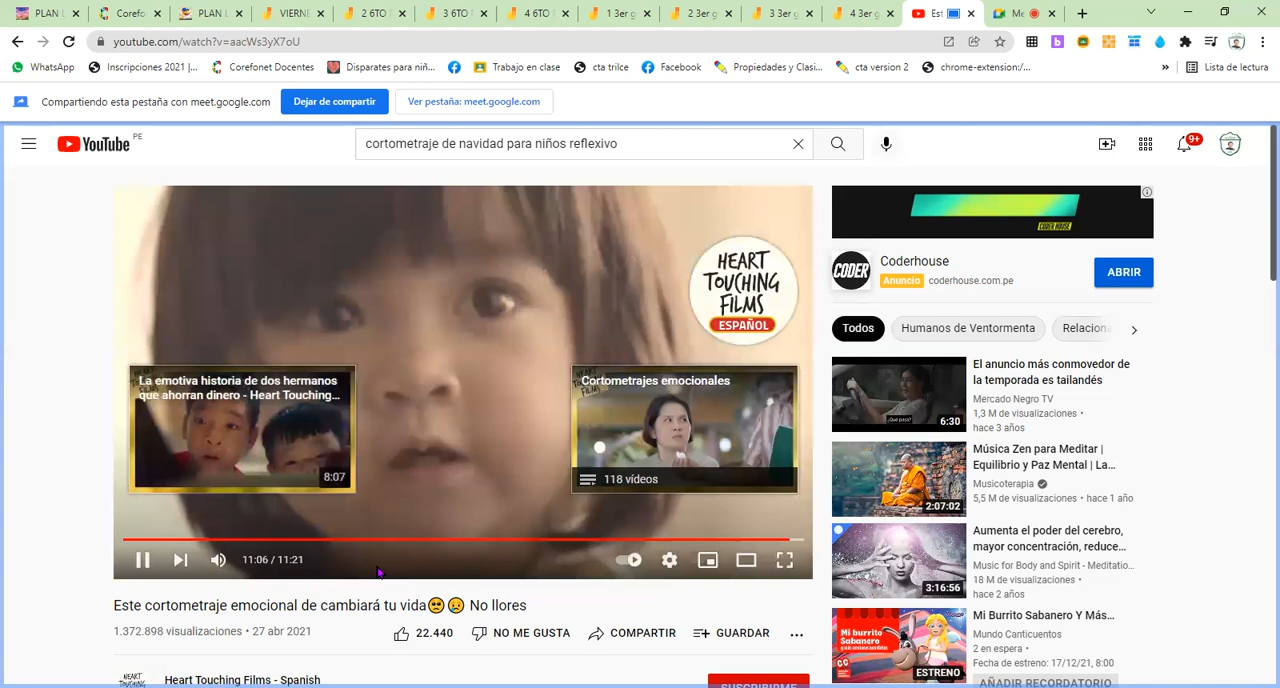 PLAN L
Corefo
PLAN L
VIERNE
2 6TO
3 6TO
4 6TO
1 3er g
2 3er g
3 3er g
4 3er g
Est
Me
youtube.com/watch?v=aacWs3yX7oU
WhatsApp
Inscripciones 2021 |...
Corefonet Docentes
Disparates para niñ...
Trabajo en clase
cta trilce
Facebook
Propiedades y Clasi...
cta version 2
chrome-extension:/...
»
Lista de lectura
Compartiendo esta pestaña con meet.google.com
Dejar de compartir
Ver pestaña: meet.google.com
YouTube PE
cortometraje de navidad para niños reflexivo
9+
HEART
TOUCHING
FILMS
ESPAÑOL
La emotiva historia de dos hermanos
que ahorran dinero - Heart Touching...
8:07
Cortometrajes emocionales
118 vídeos
11:06 / 11:21
Este cortometraje emocional de cambiará tu vida🥺😥 No llores
1.372.898 visualizaciones • 27 abr 2021
22.440
NO ME GUSTA
COMPARTIR
GUARDAR
Heart Touching Films - Spanish
SUSCRIBIRME
CODER HOUSE
CODER
Coderhouse
Anuncio coderhouse.com.pe
ABRIR
Todos
Humanos de Ventormenta
Relaciona
El anuncio más conmovedor de
la temporada es tailandés
Mercado Negro TV
1,3 M de visualizaciones •
hace 3 años
6:30
Música Zen para Meditar |
Equilibrio y Paz Mental | La...
Musicoterapia
5,5 M de visualizaciones • hace 1 año
2:07:02
Aumenta el poder del cerebro,
mayor concentración, reduce...
Music for Body and Spirit - Meditatio...
18 M de visualizaciones •
hace 2 años
3:16:56
Mi Burrito Sabanero Y Más...
Mundo Canticuentos
2 en espera •
Fecha de estreno: 17/12/21, 8:00
Mi burrito
Sabanero
ESTRENO
AÑADIR RECORDATORIO